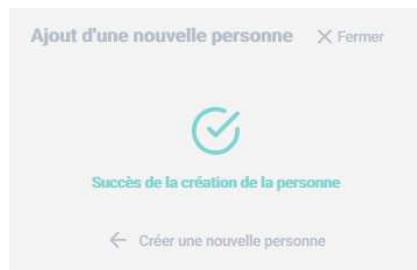 Ajout d'une nouvelle personne Fermer
Succès de la création de la personne
Créer une nouvelle personne